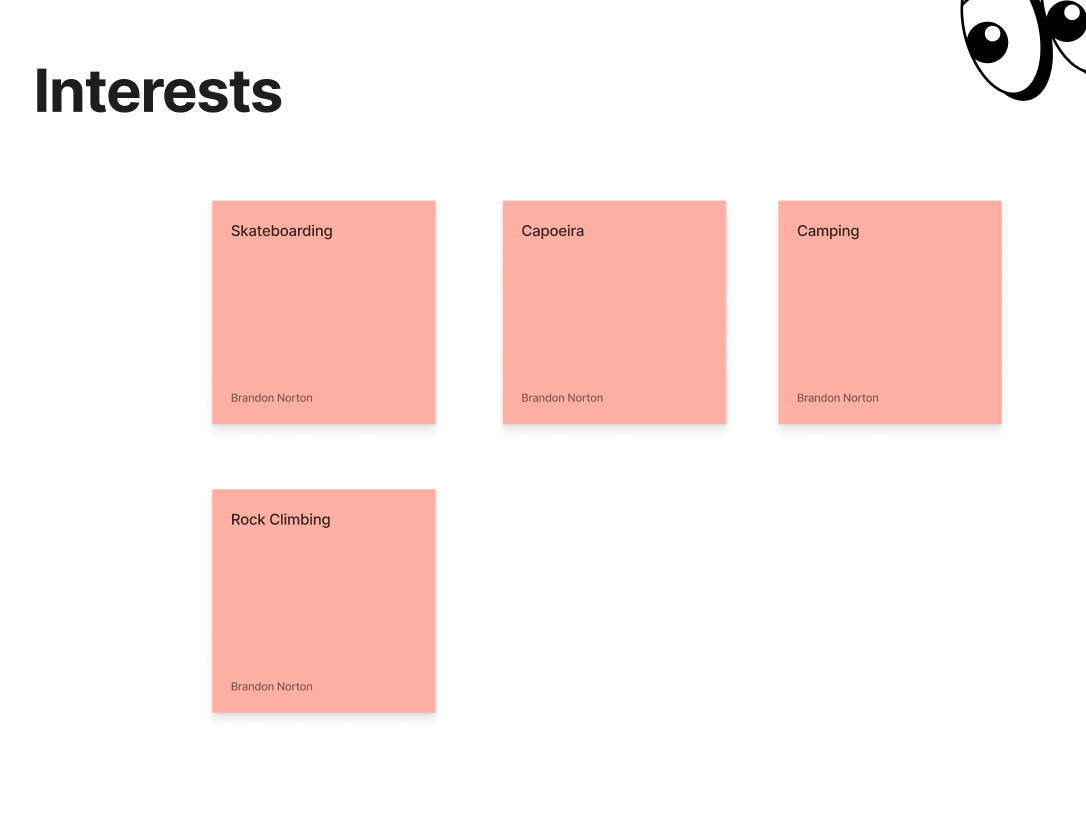 Interests
Skateboarding
Brandon Norton
Capoeira
Brandon Norton
Camping
Brandon Norton
Rock Climbing
Brandon Norton